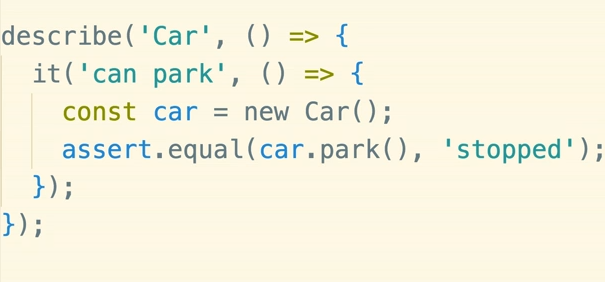 describe('Car', () => {
  it('can park', () => {
    const car = new Car();
    assert.equal(car.park(), 'stopped');
  });
});